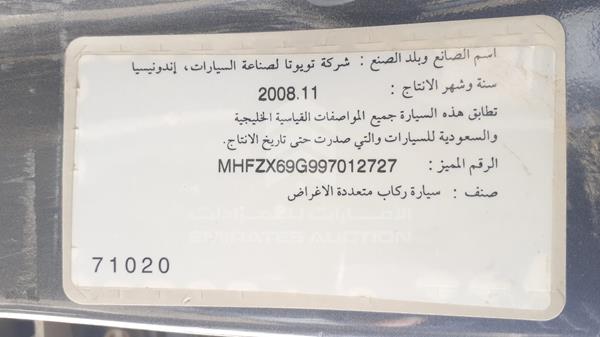 اسم الصانع وبلد الصنع : شركة تويوتا لصناعة السيارات، إندونيسيا
سنة وشهر الانتاج : 2008.11
تطابق هذه السيارة جميع المواصفات القياسية الخليجية
والسعودية للسيارات والتي صدرت حتى تاريخ الانتاج.
الرقم المميز : MHFZX69G997012727
صنف : سيارة ركاب متعددة الاغراض
الإمارات للمزادات
EMIRATES AUCTION
71020